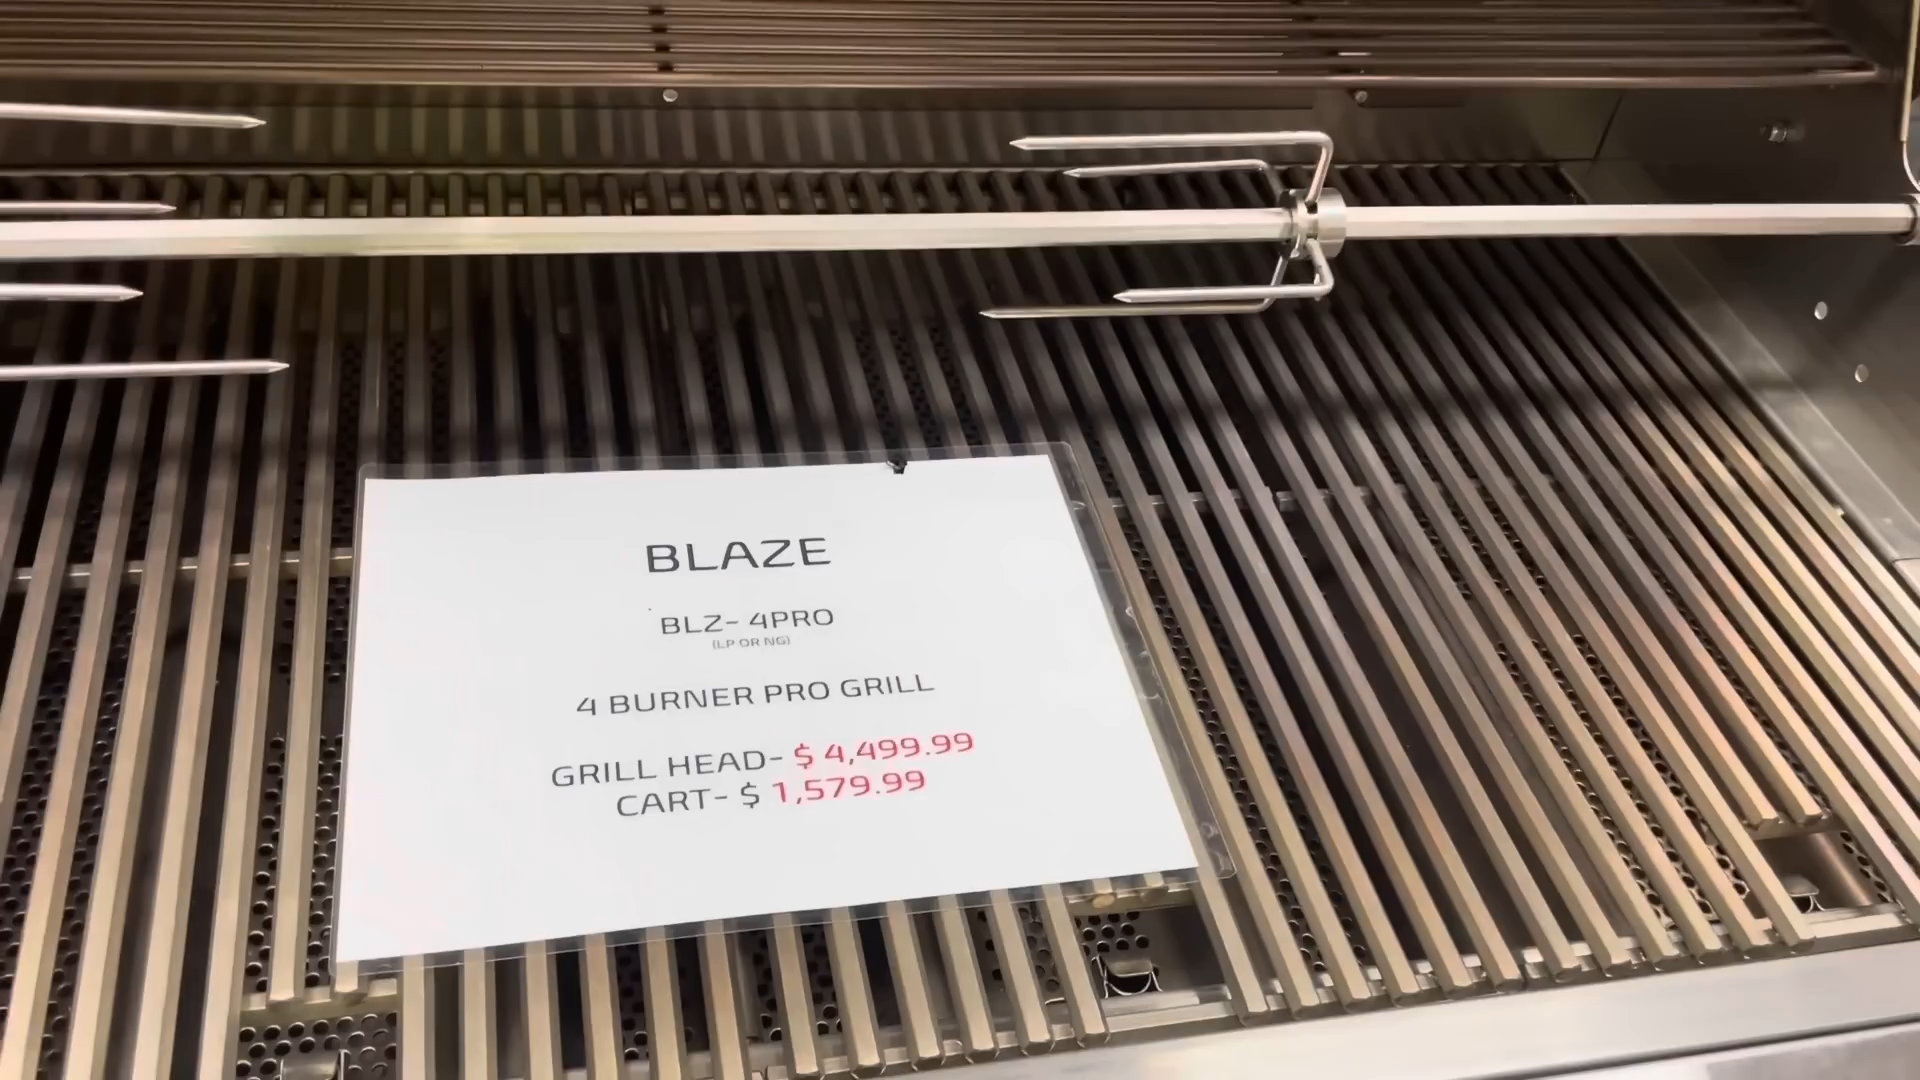 BLAZE
BLZ- 4PRO
(LP OR NG)
4 BURNER PRO GRILL
GRILL HEAD- $ 4,499.99
CART- $ 1,579.99